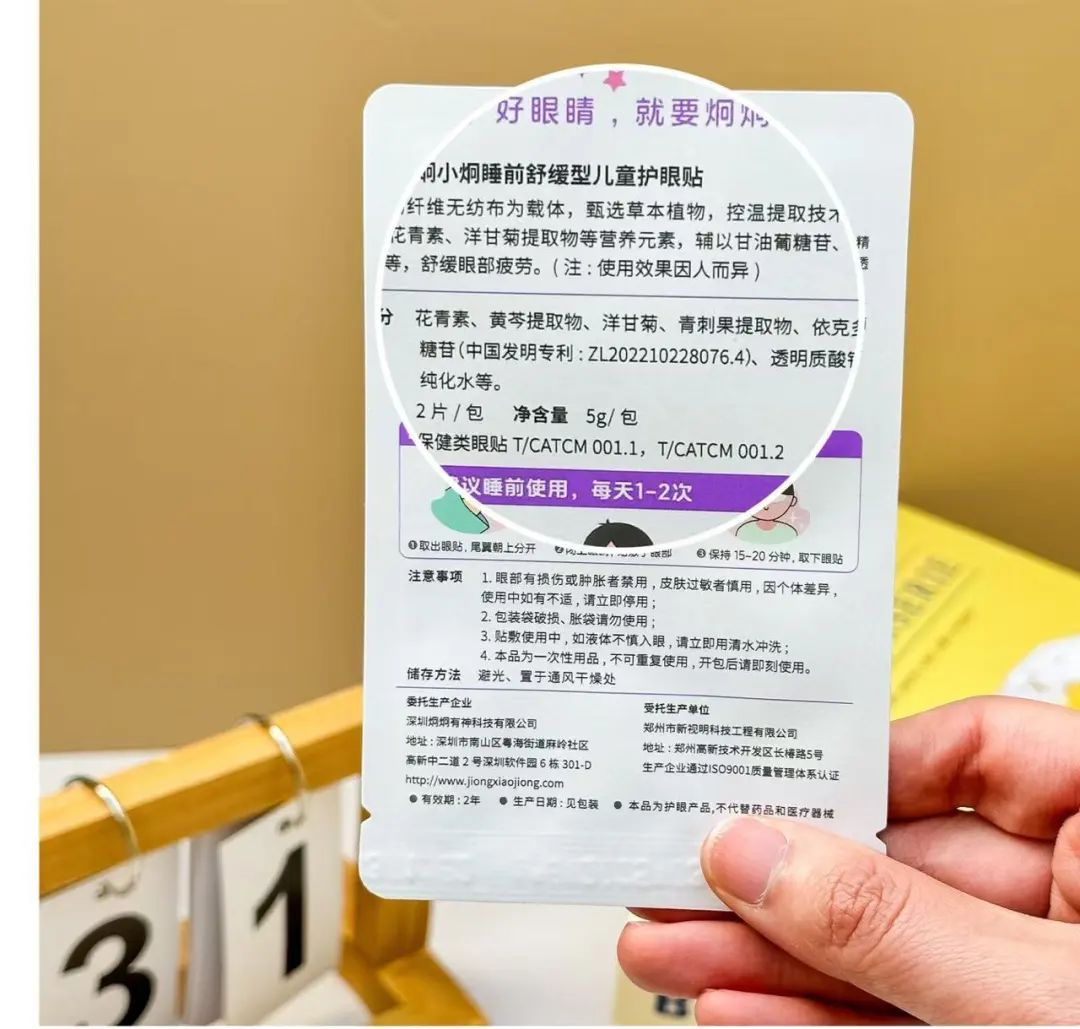 好眼睛，就要炯炯
小炯睡前舒缓型儿童护眼贴
纤维无纺布为载体，甄选草本植物，控温提取技术
花青素、洋甘菊提取物等营养元素，辅以甘油葡糖苷、精
等，舒缓眼部疲劳。(注:使用效果因人而异)
分 花青素、黄芩提取物、洋甘菊、青刺果提取物、依克多
糖苷(中国发明专利:ZL202210228076.4)、透明质酸钠
纯化水等。
2片/包 净含量 5g/包
保健类眼贴 T/CATCM 001.1，T/CATCM 001.2
议睡前使用，每天1-2次
❶取出眼贴,尾翼朝上分开
❸保持 15-20 分钟,取下眼贴
注意事项 1. 眼部有损伤或肿胀者禁用,皮肤过敏者慎用,因个体差异,
使用中如有不适,请立即停用;
2. 包装袋破损、胀袋请勿使用;
3. 贴敷使用中,如液体不慎入眼,请立即用清水冲洗;
4. 本品为一次性用品,不可重复使用,开包后请即刻使用。
储存方法 避光、置于通风干燥处
委托生产企业
深圳炯炯有神科技有限公司
地址:深圳市南山区粤海街道麻岭社区
高新中二道 2 号深圳软件园 6 栋 301-D
http://www.jiongxiaojiong.com
受托生产单位
郑州市新视明科技工程有限公司
地址:郑州高新技术开发区长椿路5号
生产企业通过ISO9001质量管理体系认证
●有效期:2年 ●生产日期:见包装 ●本品为护眼产品,不代替药品和医疗器械
3 1